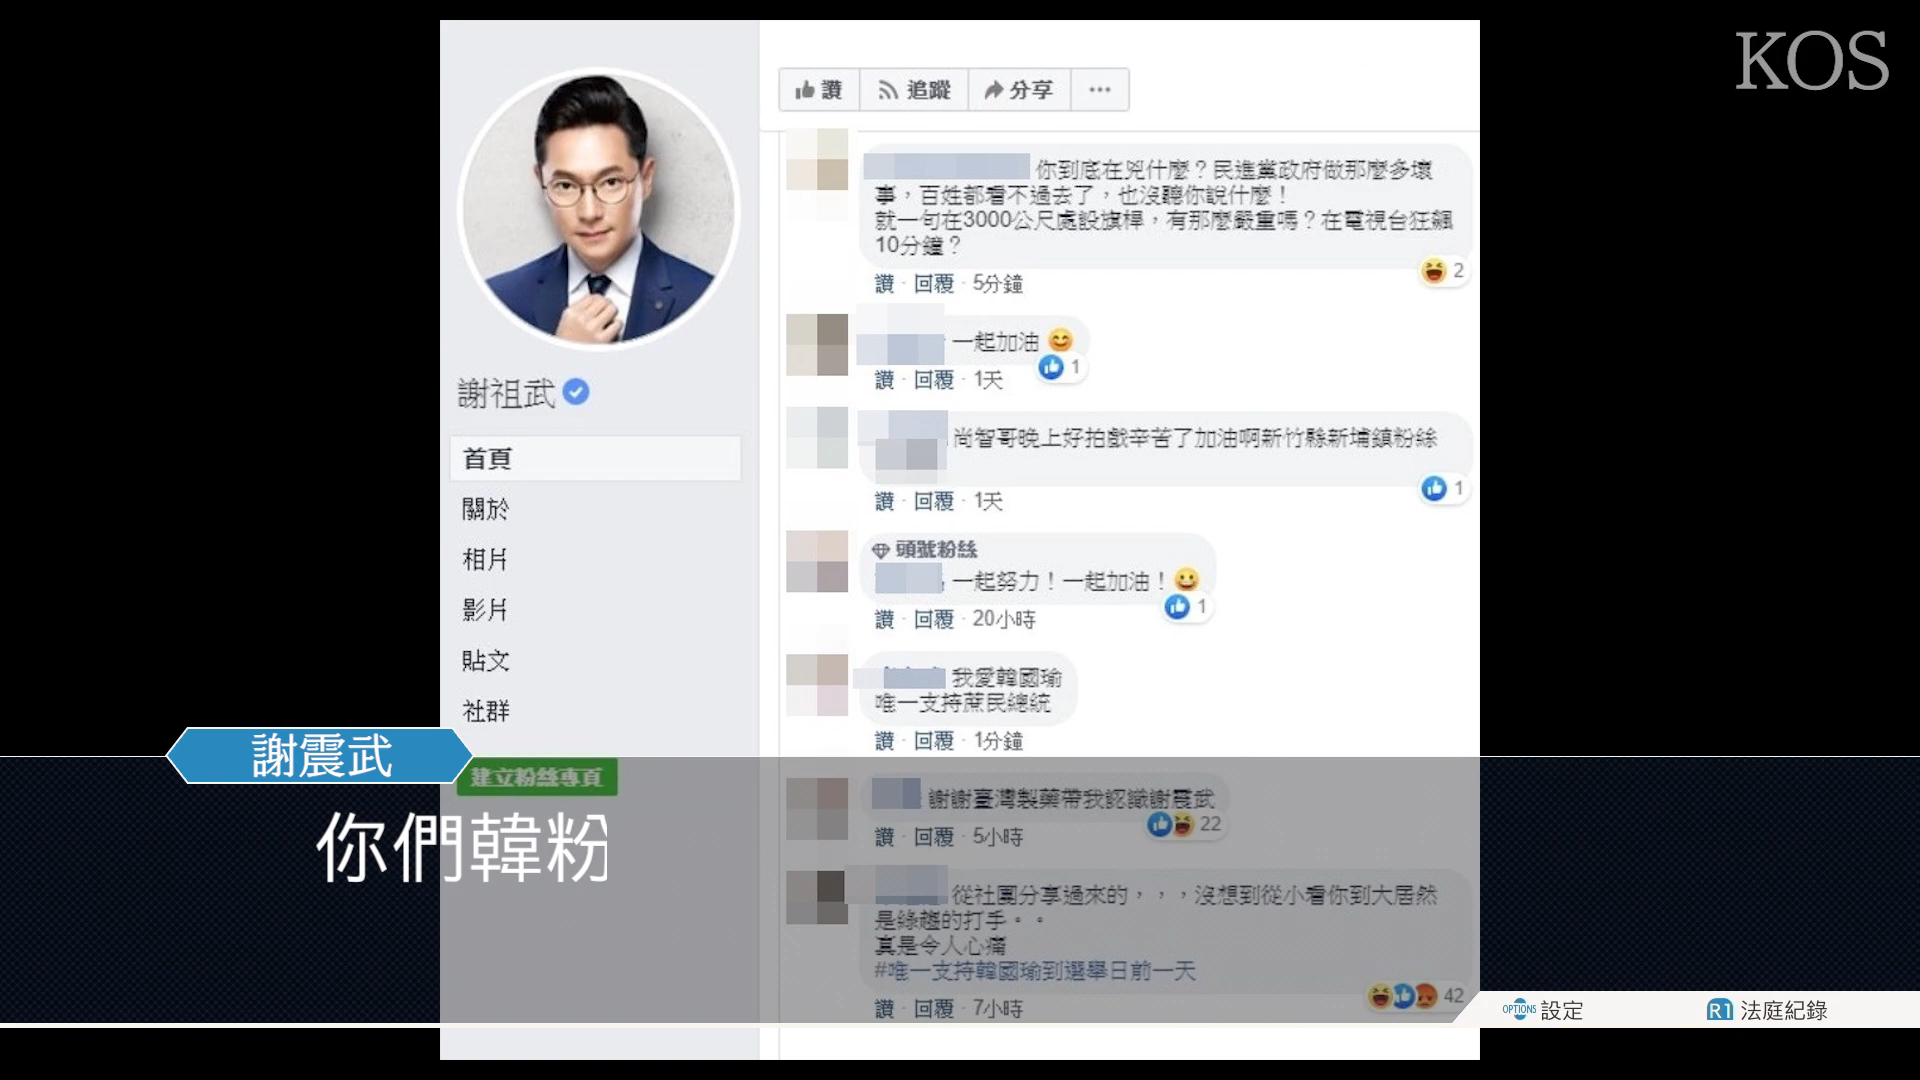 KOS
讚
追蹤
分享
謝祖武
首頁
關於
相片
影片
貼文
社群
建立粉絲專頁
你到底在兇什麼？民進黨政府做那麼多壞
事，百姓都看不過去了，也沒聽你說什麼！
就一句在3000公尺處設旗桿，有那麼嚴重嗎？在電視台狂飆
10分鐘？
2
讚 · 回覆 · 5分鐘
一起加油
1
讚 · 回覆 · 1天
尚智哥晚上好拍戲辛苦了加油啊新竹縣新埔鎮粉絲
1
讚 · 回覆 · 1天
頭號粉絲
一起努力！一起加油！
1
讚 · 回覆 · 20小時
我愛韓國瑜
唯一支持蔗民總統
讚 · 回覆 · 1分鐘
謝謝臺灣製藥帶我認識謝震武
22
讚 · 回覆 · 5小時
從社團分享過來的，，，沒想到從小看你到大居然
是綠趨的打手。。
真是令人心痛
#唯一支持韓國瑜到選舉日前一天
42
讚 · 回覆 · 7小時
謝震武
你們韓粉
OPTIONS 設定
R1 法庭紀錄